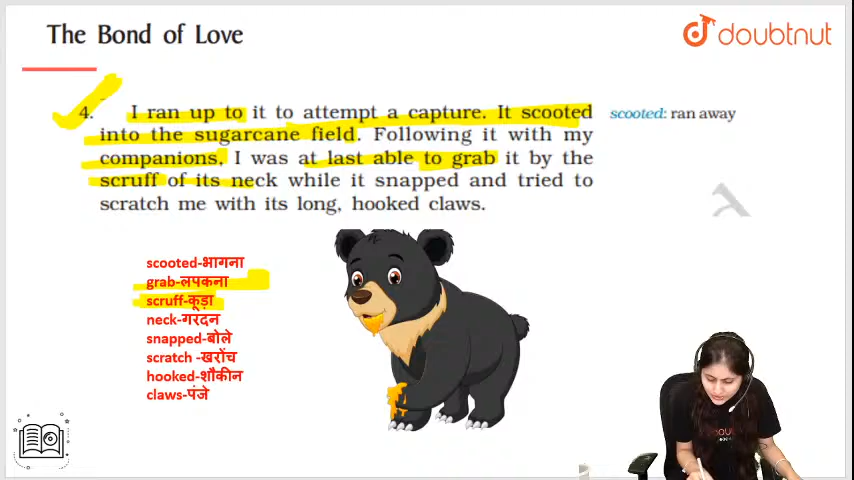 The Bond of Love
doubtnut
4. I ran up to it to attempt a capture. It scooted
scooted: ran away
into the sugarcane field. Following it with my
companions, I was at last able to grab it by the
scruff of its neck while it snapped and tried to
scratch me with its long, hooked claws.
scooted-भागना
grab-लपकना
scruff-कूड़ा
neck-गरदन
snapped-बोले
scratch -खरोंच
hooked-शौकीन
claws-पंजे